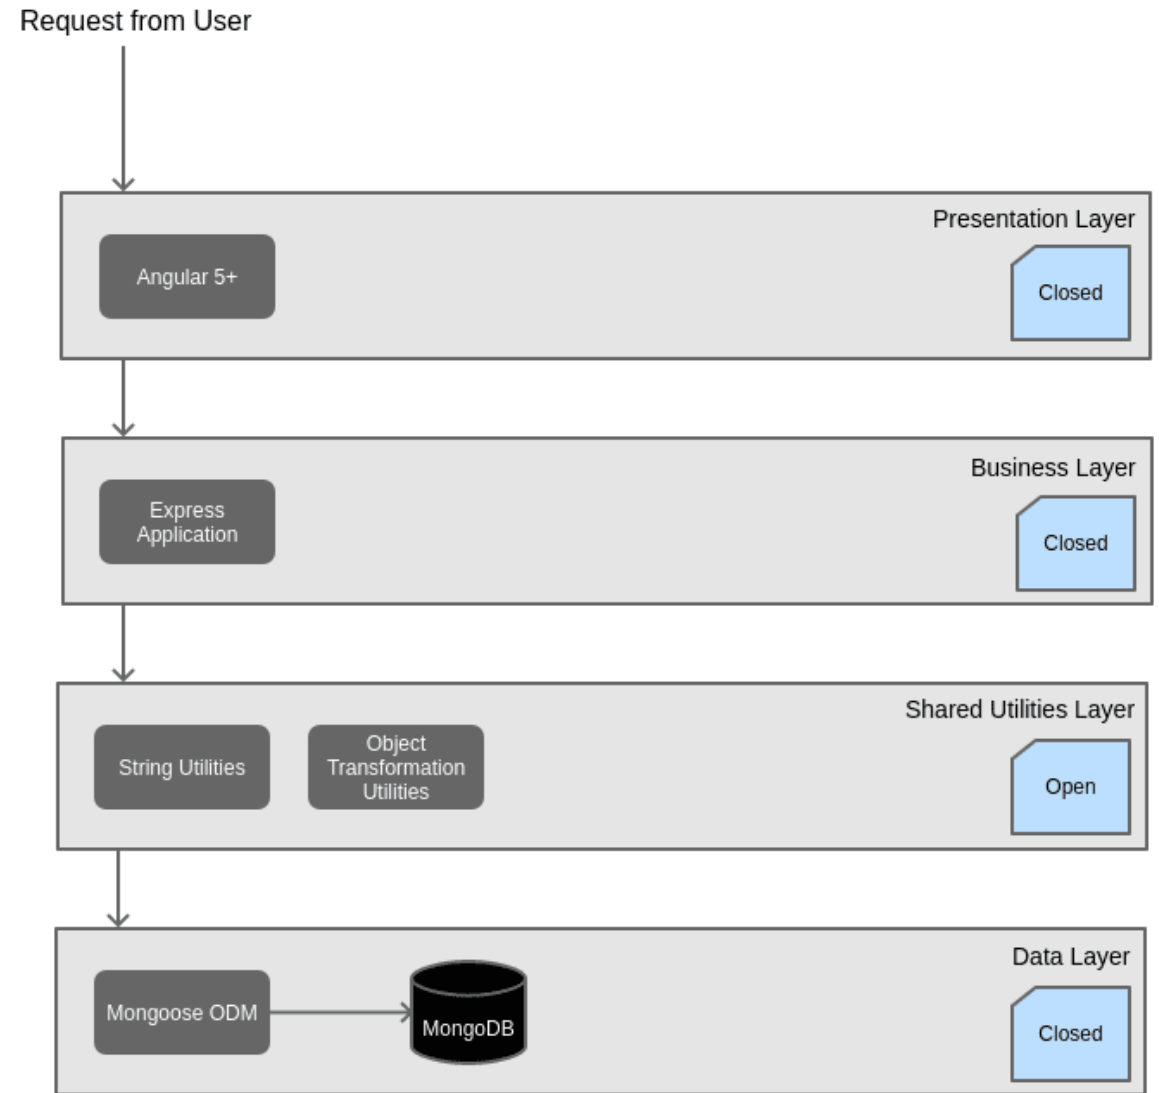 Request from User
Presentation Layer
Angular 5+
Closed
Business Layer
Express
Application
Closed
Shared Utilities Layer
String Utilities
Object
Transformation
Utilities
Open
Data Layer
Mongoose ODM
MongoDB
Closed